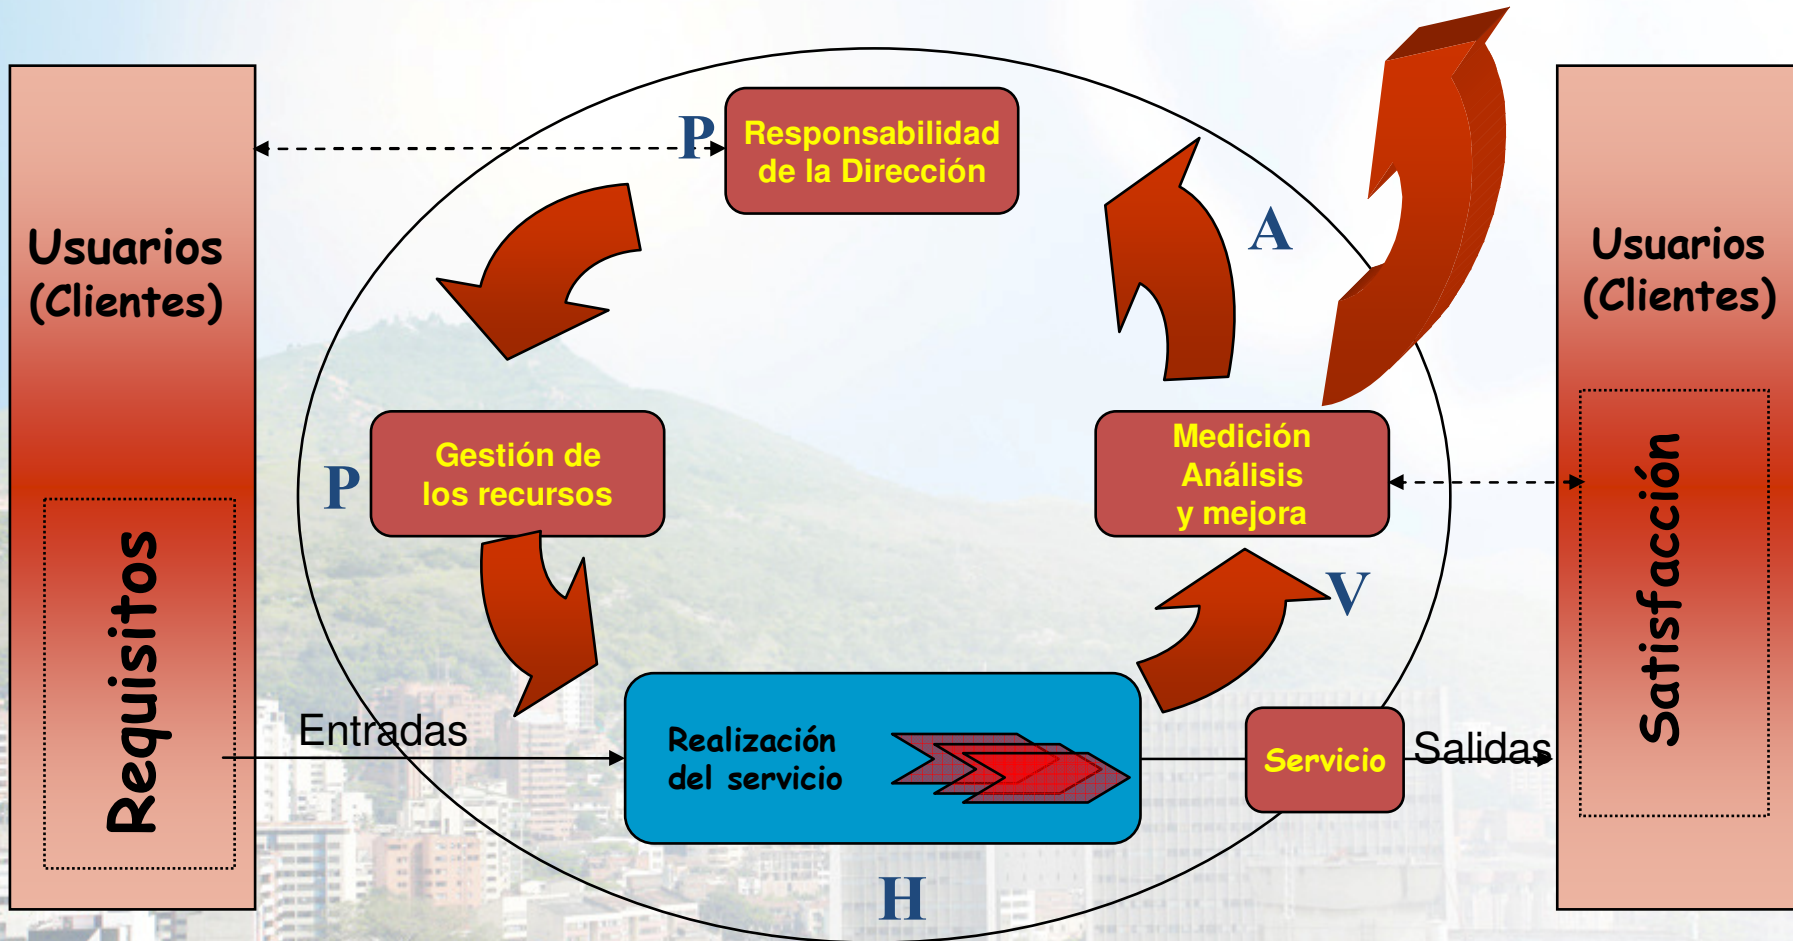 Usuarios
(Clientes)
Requisitos
P
Responsabilidad
de la Dirección
A
P
Gestión de
los recursos
Medición
Análisis
y mejora
V
Entradas
Realización
del servicio
Servicio
Salidas
H
Usuarios
(Clientes)
Satisfacción